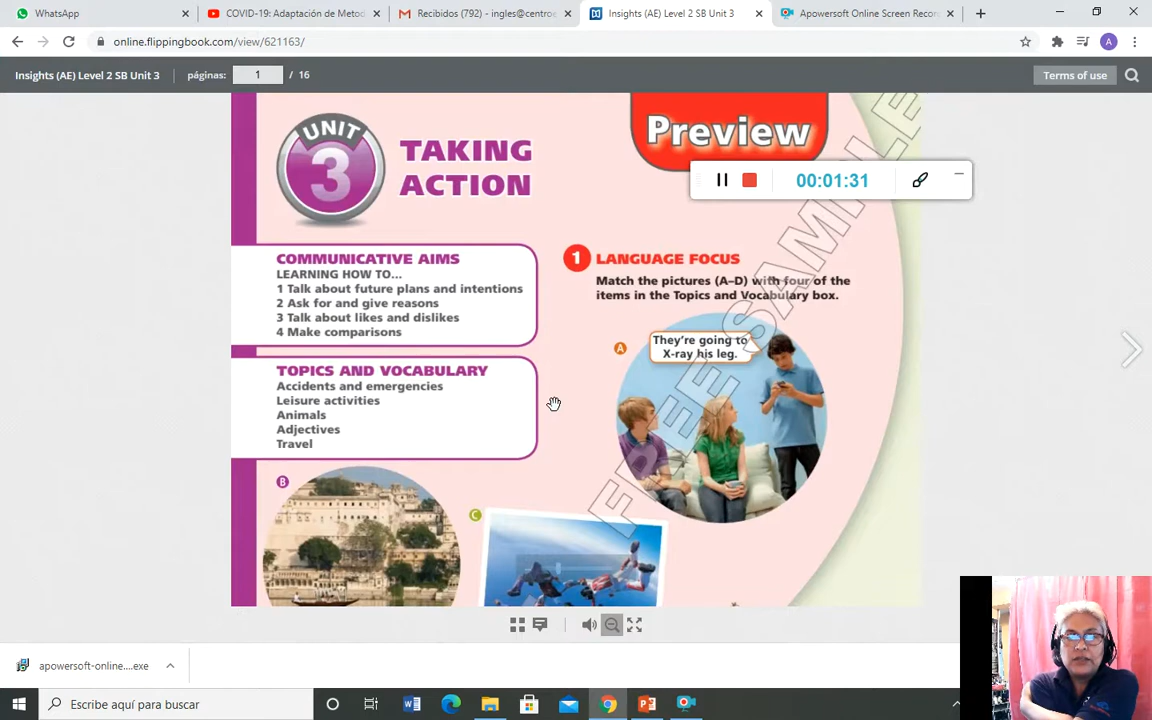 WhatsApp
COVID-19: Adaptación de Metod
Recibidos (792) - ingles@centroe
Insights (AE) Level 2 SB Unit 3
Apowersoft Online Screen Recor
online.flippingbook.com/view/621163/
A
Insights (AE) Level 2 SB Unit 3
páginas:
1
/ 16
Terms of use
UNIT
3
TAKING
ACTION
Preview
00:01:31
COMMUNICATIVE AIMS
LEARNING HOW TO...
1 Talk about future plans and intentions
2 Ask for and give reasons
3 Talk about likes and dislikes
4 Make comparisons
TOPICS AND VOCABULARY
Accidents and emergencies
Leisure activities
Animals
Adjectives
Travel
1 LANGUAGE FOCUS
Match the pictures (A–D) with four of the
items in the Topics and Vocabulary box.
A
They're going to
X-ray his leg.
B
C
FREE SAMPLE
apowersoft-online....exe
Escribe aquí para buscar